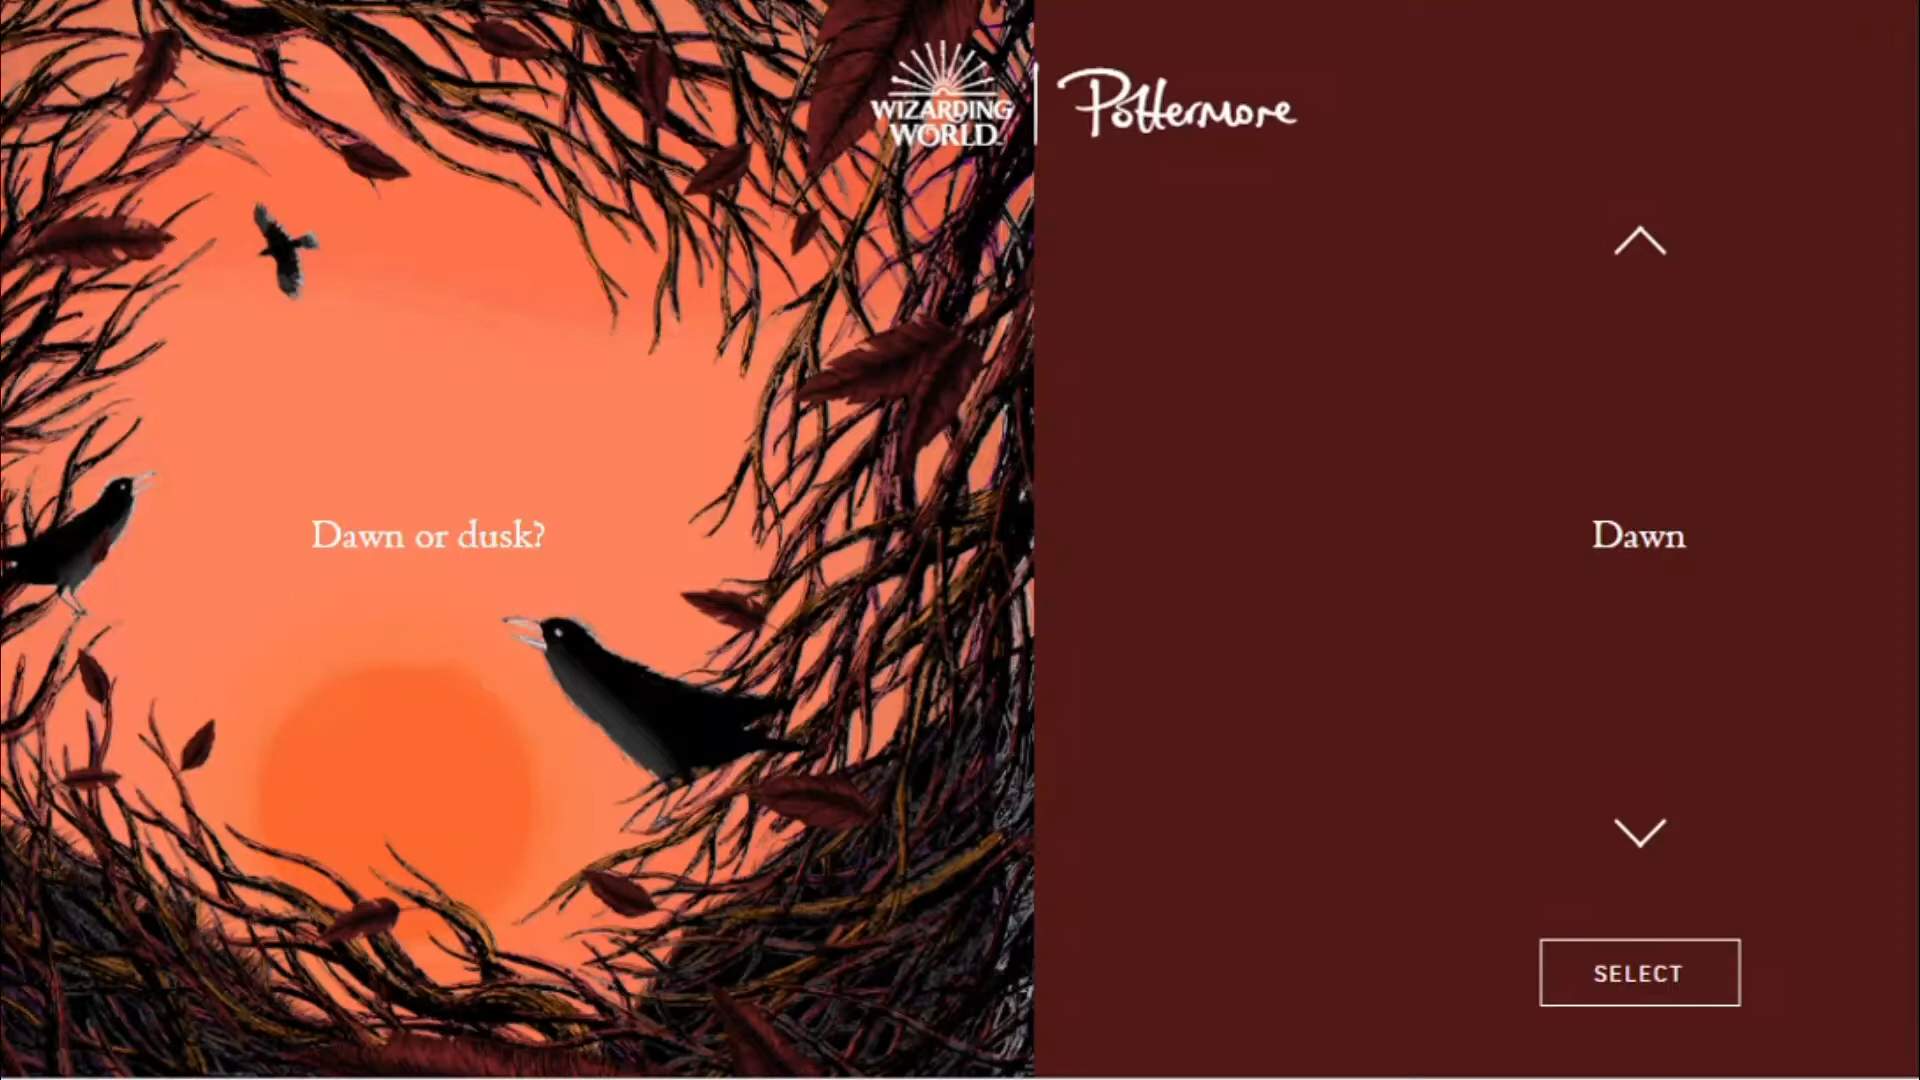 WIZARDING
WORLD
Pottermore
Dawn or dusk?
Dawn
SELECT